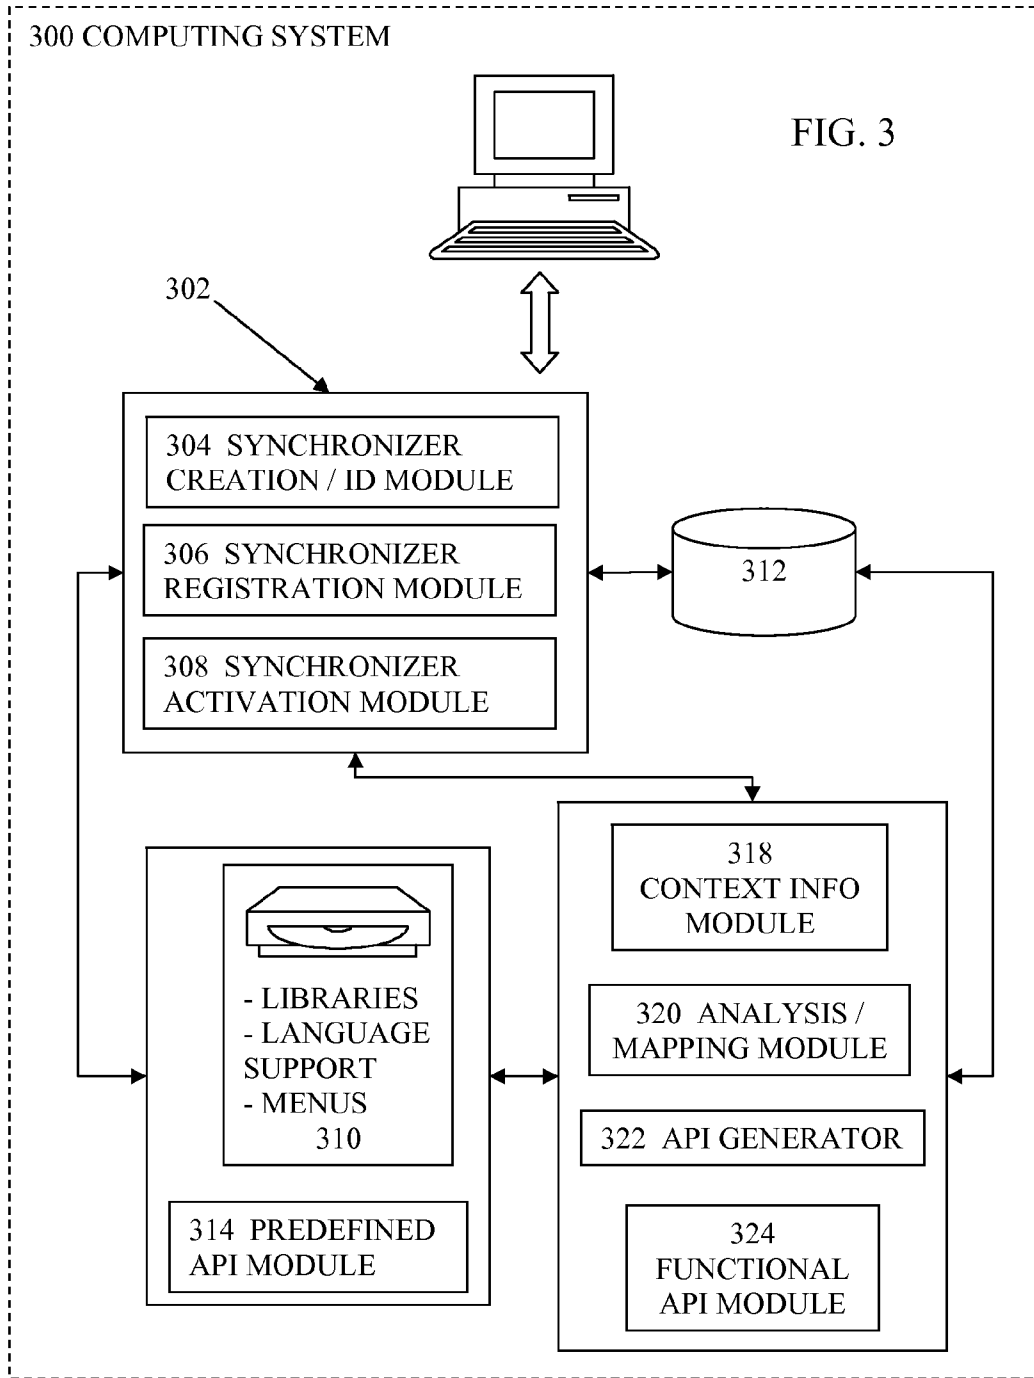 300 COMPUTING SYSTEM
FIG. 3
302
304 SYNCHRONIZER
CREATION / ID MODULE
306 SYNCHRONIZER
REGISTRATION MODULE
308 SYNCHRONIZER
ACTIVATION MODULE
312
318
CONTEXT INFO
MODULE
320 ANALYSIS /
MAPPING MODULE
322 API GENERATOR
324
FUNCTIONAL
API MODULE
- LIBRARIES
- LANGUAGE
SUPPORT
- MENUS
310
314 PREDEFINED
API MODULE